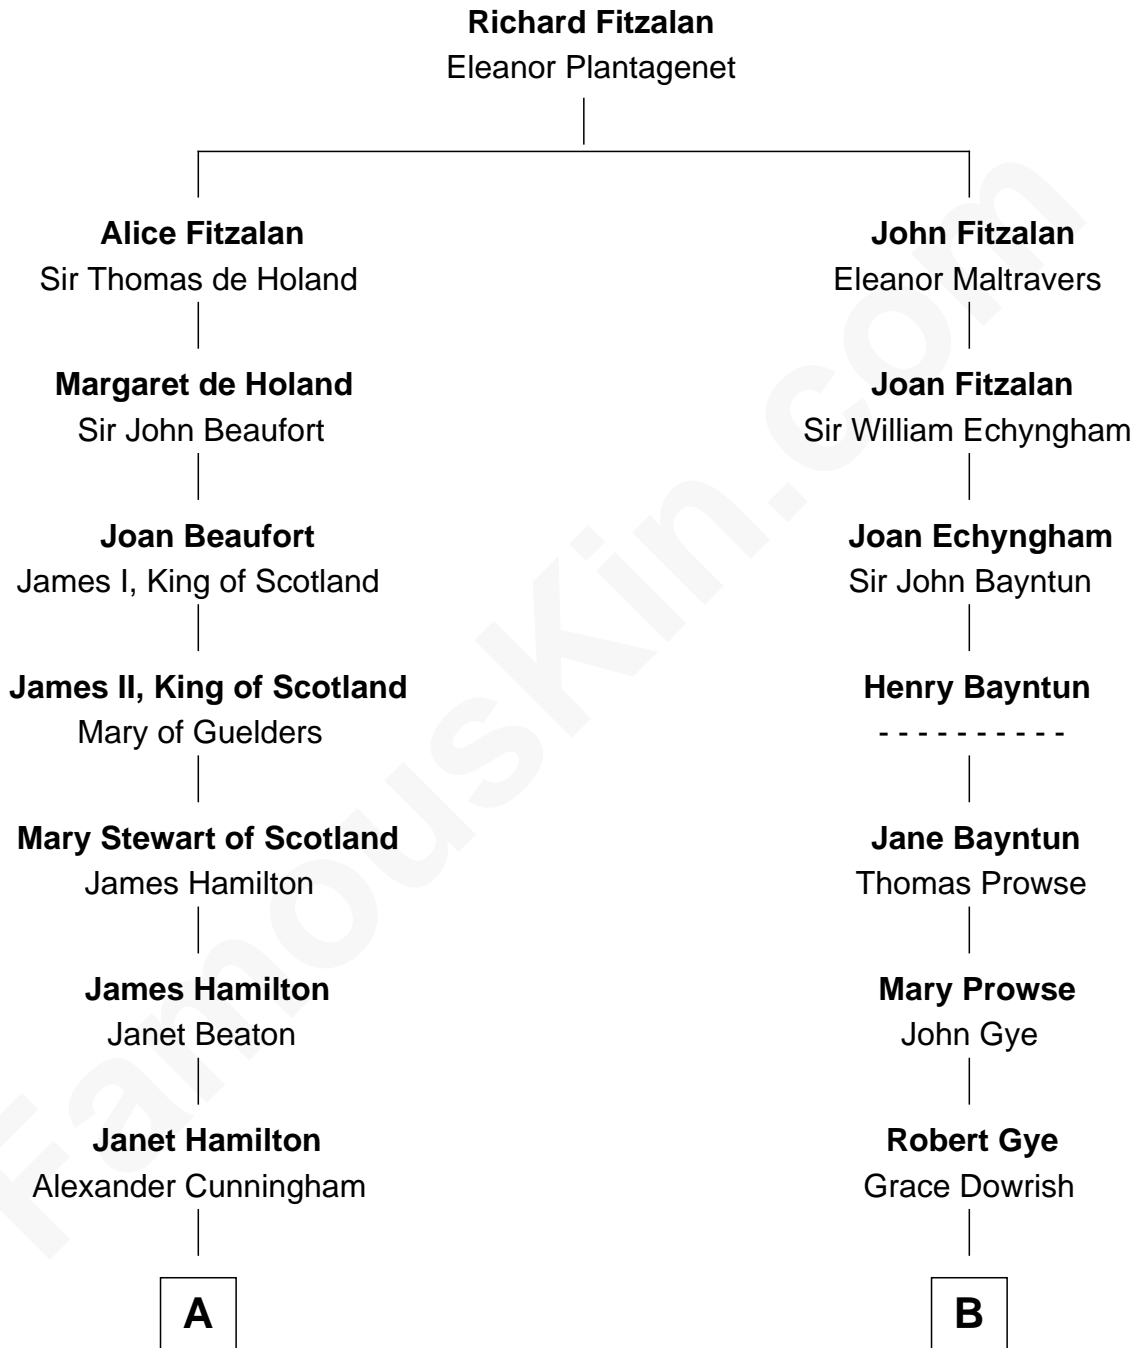 Richard Fitzalan
Eleanor Plantagenet
Alice Fitzalan
Sir Thomas de Holand
Margaret de Holand
Sir John Beaufort
Joan Beaufort
James I, King of Scotland
James II, King of Scotland
Mary of Guelders
Mary Stewart of Scotland
James Hamilton
James Hamilton
Janet Beaton
Janet Hamilton
Alexander Cunningham
A
John Fitzalan
Eleanor Maltravers
Joan Fitzalan
Sir William Echyngham
Joan Echyngham
Sir John Bayntun
Henry Bayntun
- - - - - - - - - -
Jane Bayntun
Thomas Prowse
Mary Prowse
John Gye
Robert Gye
Grace Dowrish
B
FamousKin.com